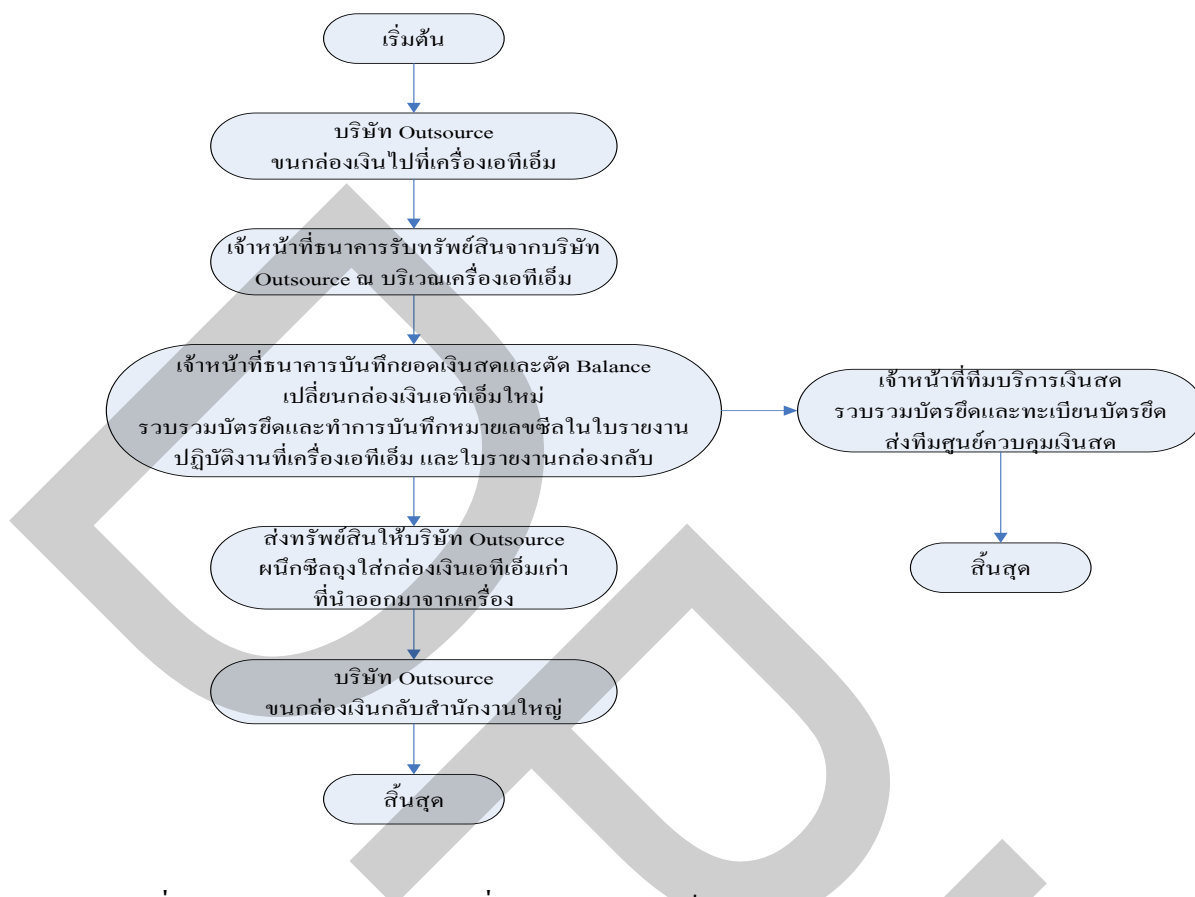 เริ่มต้น
บริษัท Outsource
ขนกล่องเงินไปที่เครื่องเอทีเอ็ม
เจ้าหน้าที่ธนาคารรับทรัพย์สินจากบริษัท
Outsource ณ บริเวณเครื่องเอทีเอ็ม
เจ้าหน้าที่ธนาคารบันทึกยอดเงินสดและตัด Balance
เปลี่ยนกล่องเงินเอทีเอ็มใหม่
รวบรวมบัตรยึดและทำการบันทึกหมายเลขซีลในใบรายงาน
ปฏิบัติงานที่เครื่องเอทีเอ็ม และใบรายงานกล่องกลับ
เจ้าหน้าที่ทีมบริการเงินสด
รวบรวมบัตรยึดและทะเบียนบัตรยึด
ส่งทีมศูนย์ควบคุมเงินสด
สิ้นสุด
ส่งทรัพย์สินให้บริษัท Outsource
ผนึกซีลถุงใส่กล่องเงินเอทีเอ็มเก่า
ที่นำออกมาจากเครื่อง
บริษัท Outsource
ขนกล่องเงินกลับสำนักงานใหญ่
สิ้นสุด